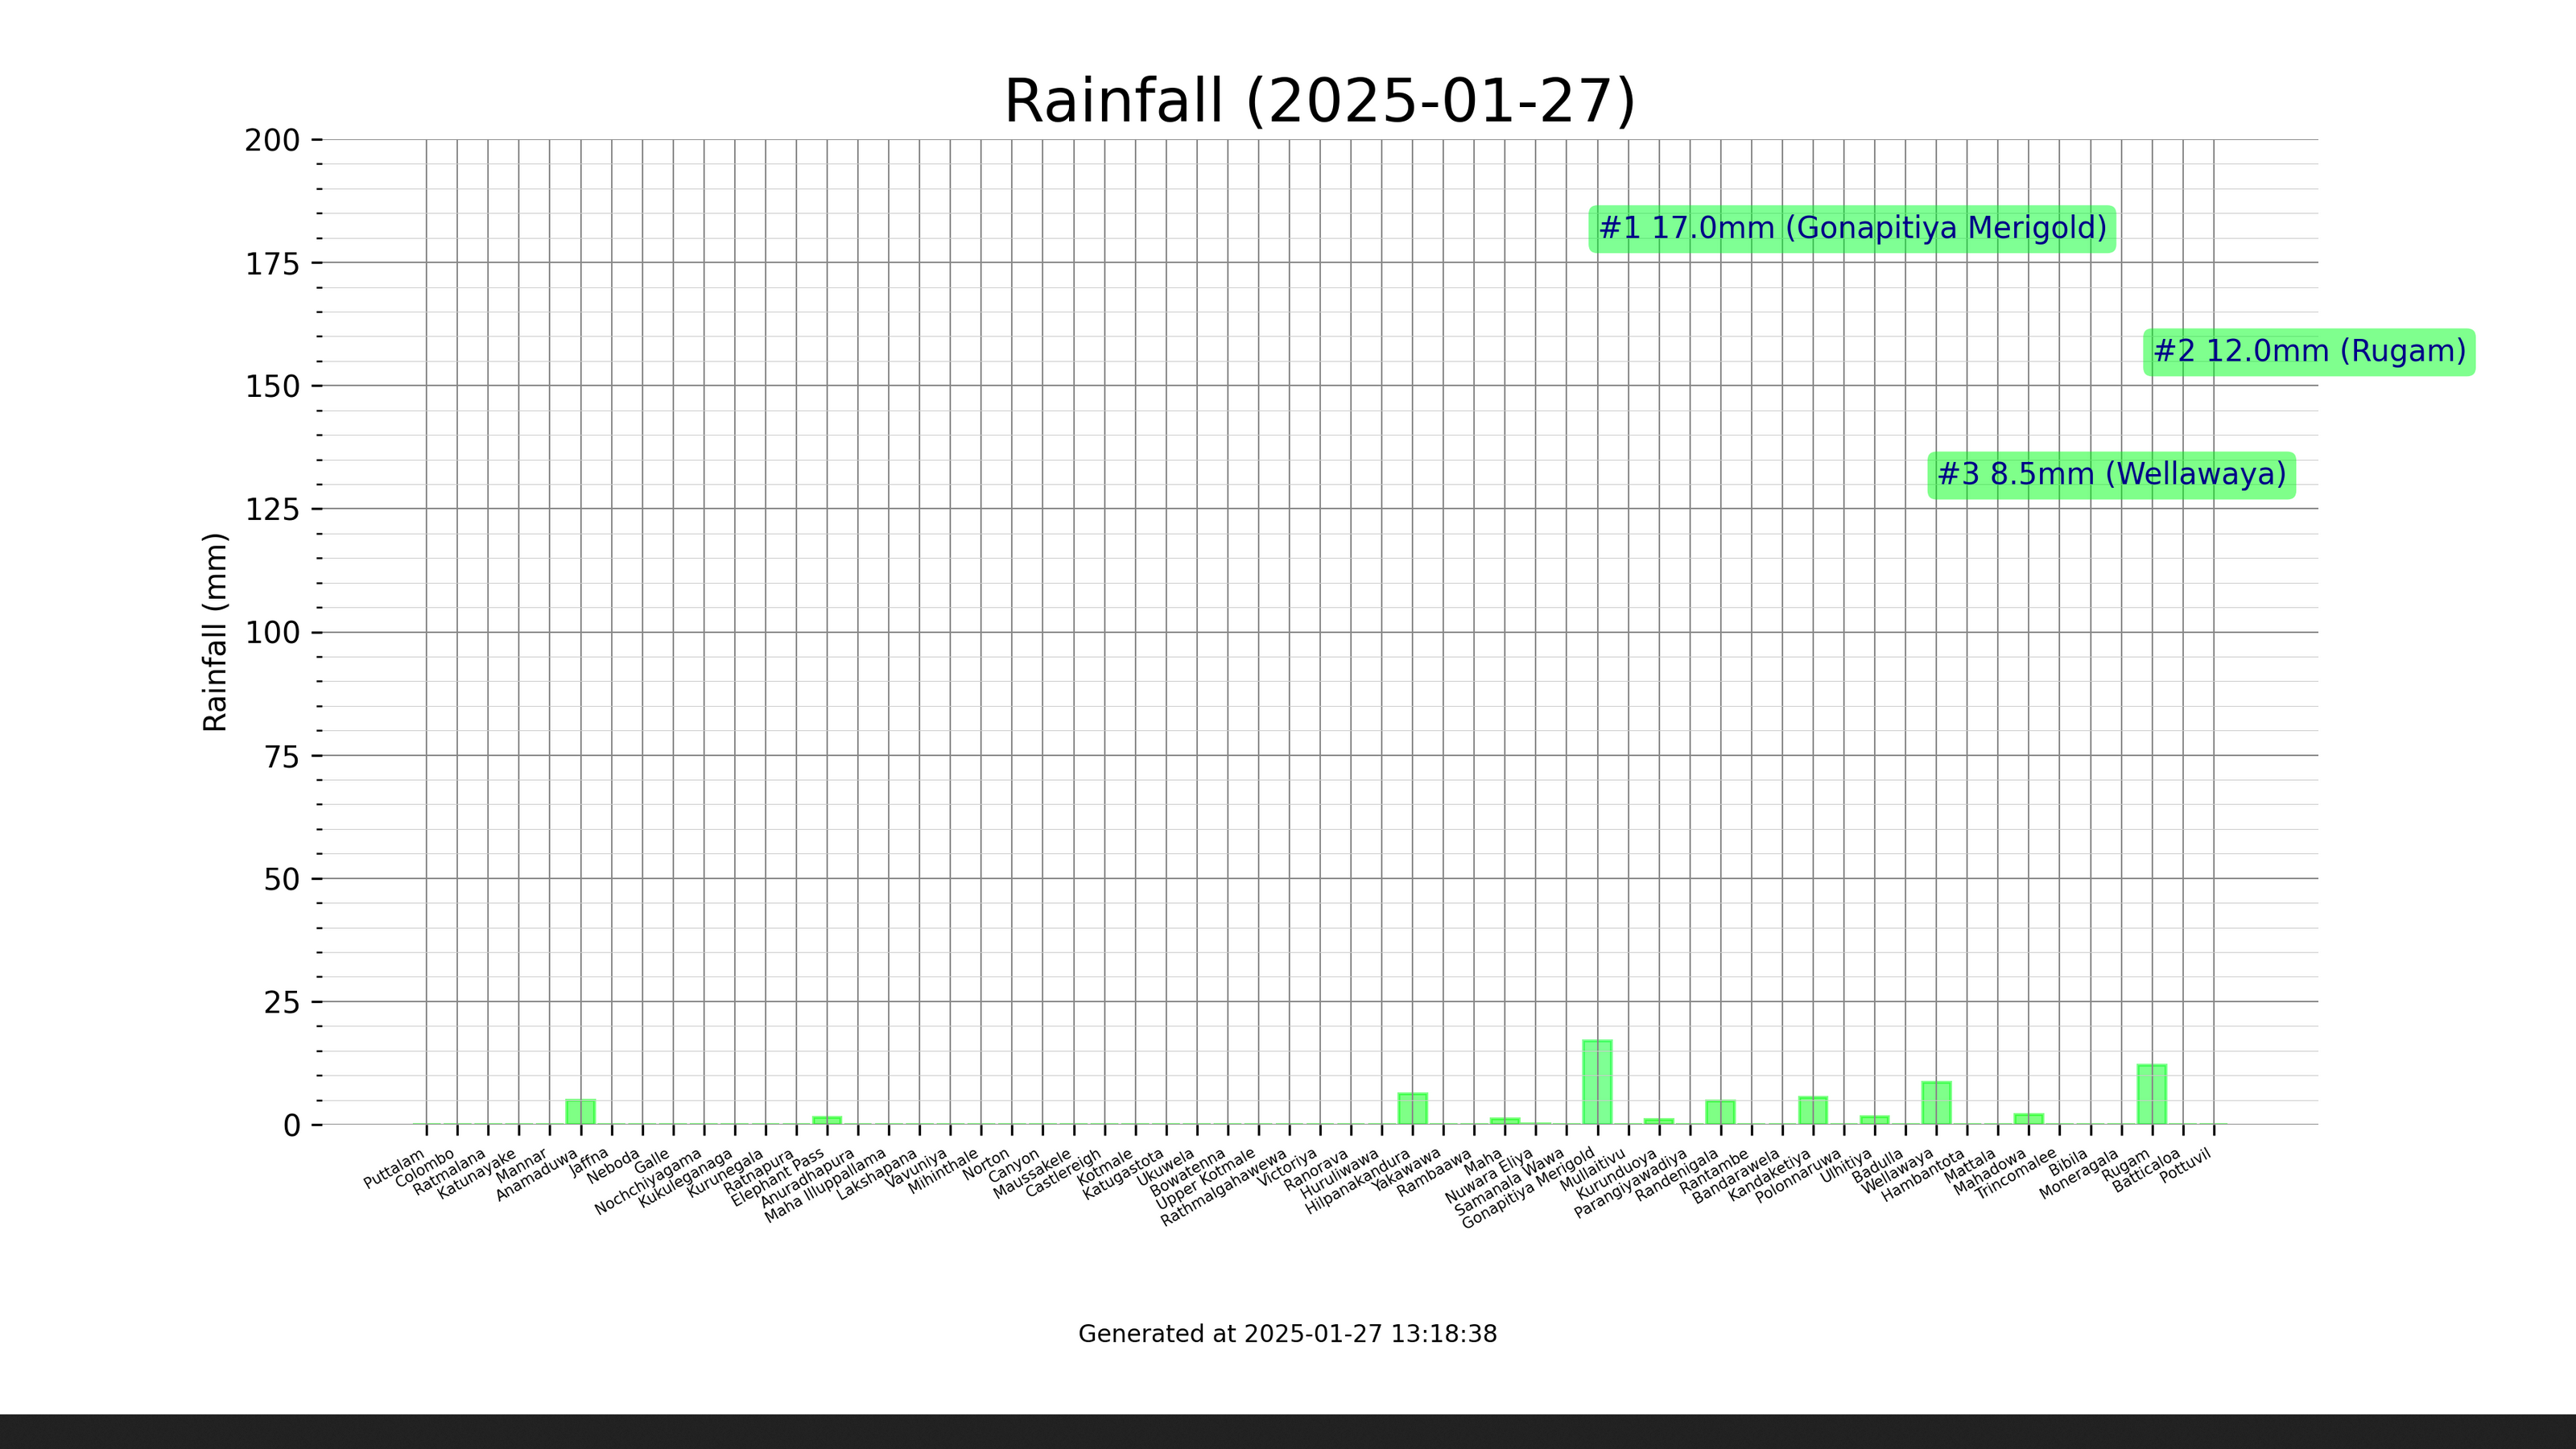 Rainfall (2025-01-27)
200
175
150
125
100
75
50
25
0
Rainfall (mm)
#1 17.0mm (Gonapitiya Merigold)
#2 12.0mm (Rugam)
#3 8.5mm (Wellawaya)
Puttalam
Colombo
Ratmalana
Katunayake
Mannar
Anamaduwa
Jaffna
Neboda
Galle
Nochchiyagama
Kukuleganaga
Kurunegala
Ratnapura
Elephant Pass
Anuradhapura
Maha Illuppallama
Lakshapana
Vavuniya
Mihinthale
Norton
Canyon
Maussakele
Castlereigh
Kotmale
Katugastota
Ukuwela
Bowatenna
Upper Kotmale
Rathmalgahawewa
Victoriya
Ranorava
Huruliwawa
Hilpanakandura
Yakawawa
Rambaawa
Maha
Nuwara Eliya
Samanala Wawa
Gonapitiya Merigold
Mullaitivu
Kurunduoya
Parangiyawadiya
Randenigala
Rantambe
Bandarawela
Kandaketiya
Polonnaruwa
Ulhitiya
Badulla
Wellawaya
Hambantota
Mattala
Mahadowa
Trincomalee
Bibila
Moneragala
Rugam
Batticaloa
Pottuvil
Generated at 2025-01-27 13:18:38